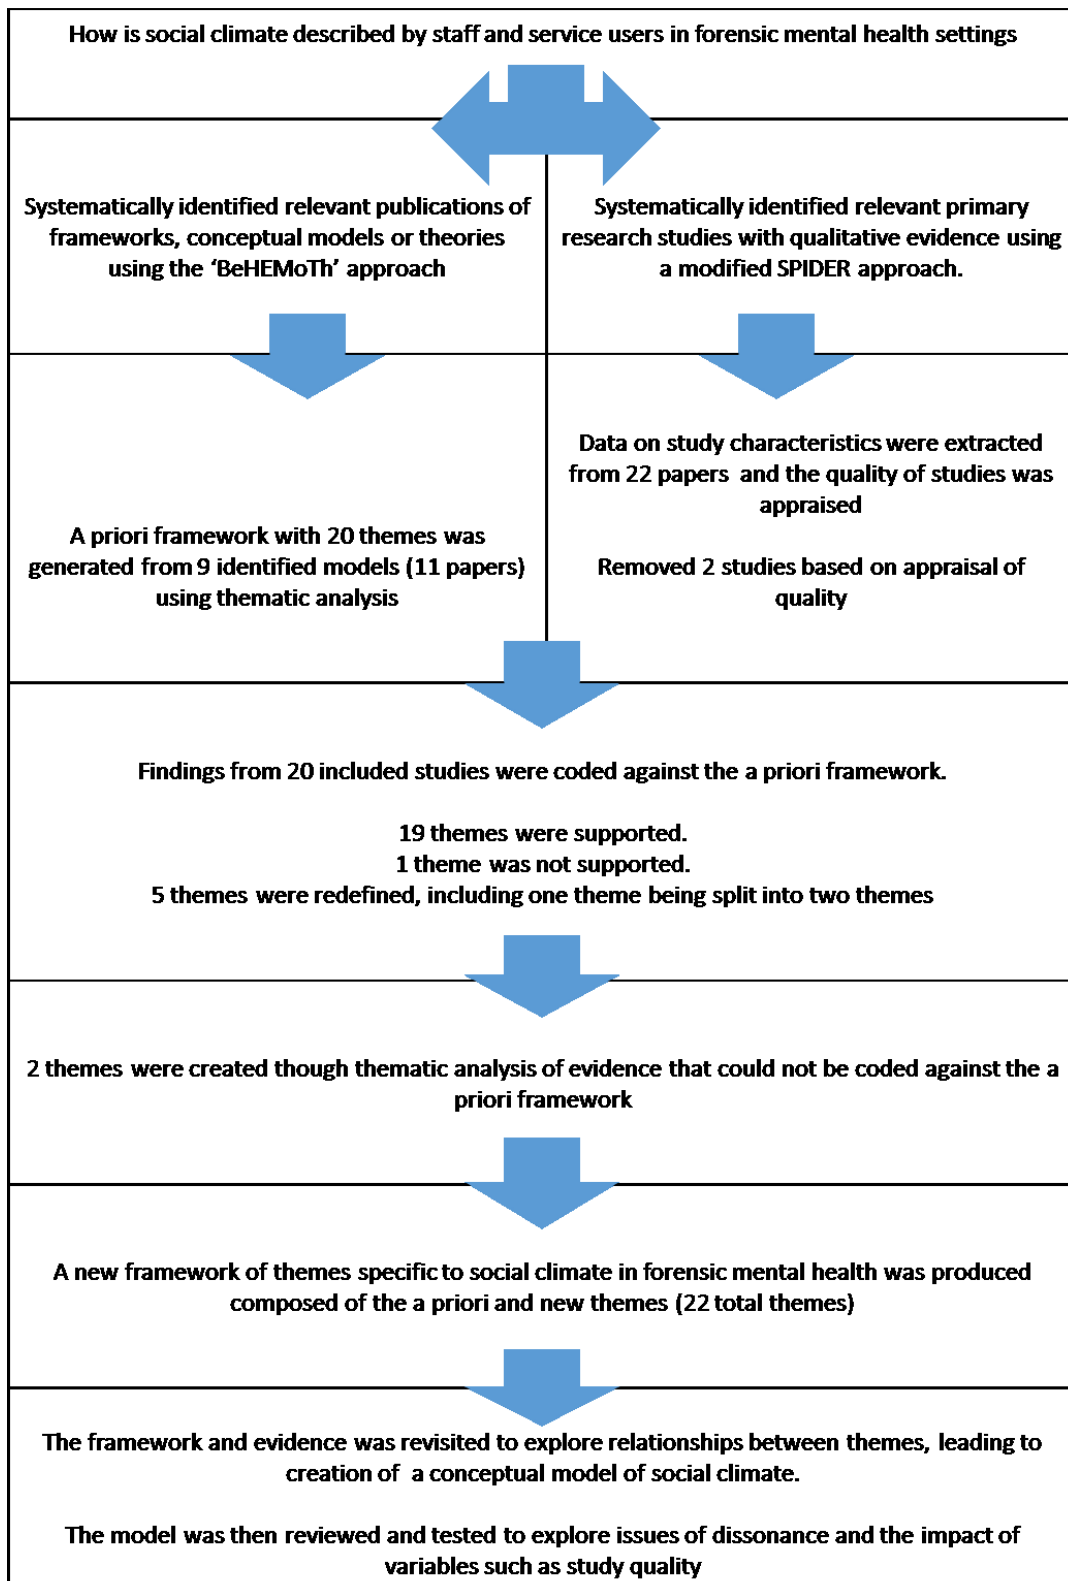 How is social climate described by staff and service users in forensic mental health settings
Systematically identified relevant publications of
frameworks, conceptual models or theories
using the ‘BeHEMoTh’ approach
Systematically identified relevant primary
research studies with qualitative evidence using
a modified SPIDER approach.
A priori framework with 20 themes was
generated from 9 identified models (11 papers)
using thematic analysis
Data on study characteristics were extracted
from 22 papers and the quality of studies was
appraised
Removed 2 studies based on appraisal of
quality
Findings from 20 included studies were coded against the a priori framework.
19 themes were supported.
1 theme was not supported.
5 themes were redefined, including one theme being split into two themes
2 themes were created though thematic analysis of evidence that could not be coded against the a
priori framework
A new framework of themes specific to social climate in forensic mental health was produced
composed of the a priori and new themes (22 total themes)
The framework and evidence was revisited to explore relationships between themes, leading to
creation of a conceptual model of social climate.
The model was then reviewed and tested to explore issues of dissonance and the impact of
variables such as study quality